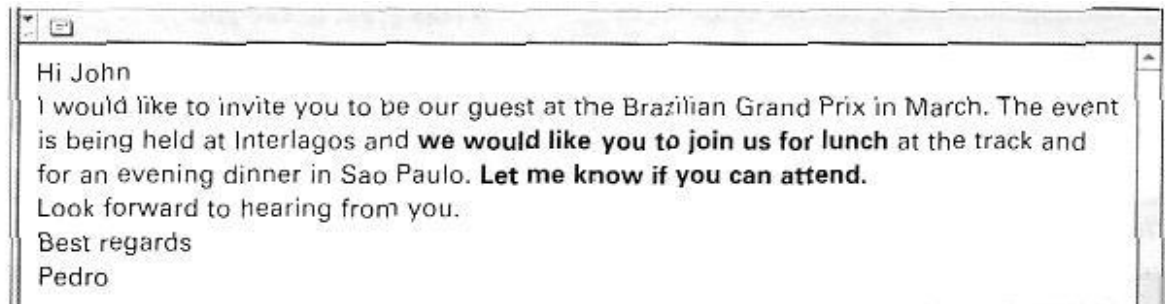 Hi John
I would like to invite you to be our guest at the Brazilian Grand Prix in March. The event
is being held at Interlagos and we would like you to join us for lunch at the track and
for an evening dinner in Sao Paulo. Let me know if you can attend.
Look forward to hearing from you.
Best regards
Pedro